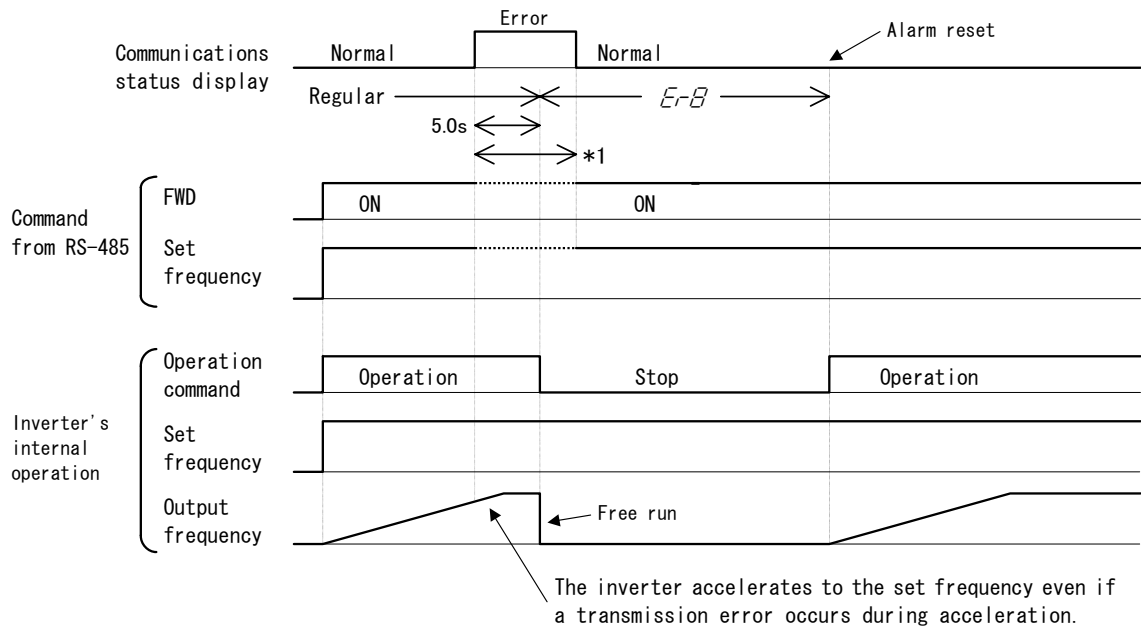 Error
Alarm reset
Communications
status display
Normal
Normal
Regular
Er8
5.0s
*1
Command
from RS-485
FWD
ON
ON
Set
frequency
Inverter's
internal
operation
Operation
command
Operation
Stop
Operation
Set
frequency
Output
frequency
Free run
The inverter accelerates to the set frequency even if
a transmission error occurs during acceleration.